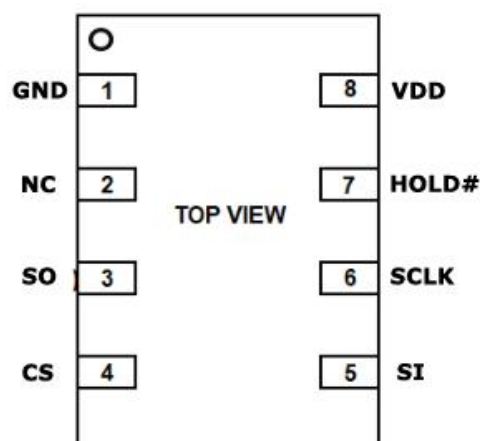 GND 1 8 VDD
NC 2 7 HOLD#
TOP VIEW
SO 3 6 SCLK
CS 4 5 SI